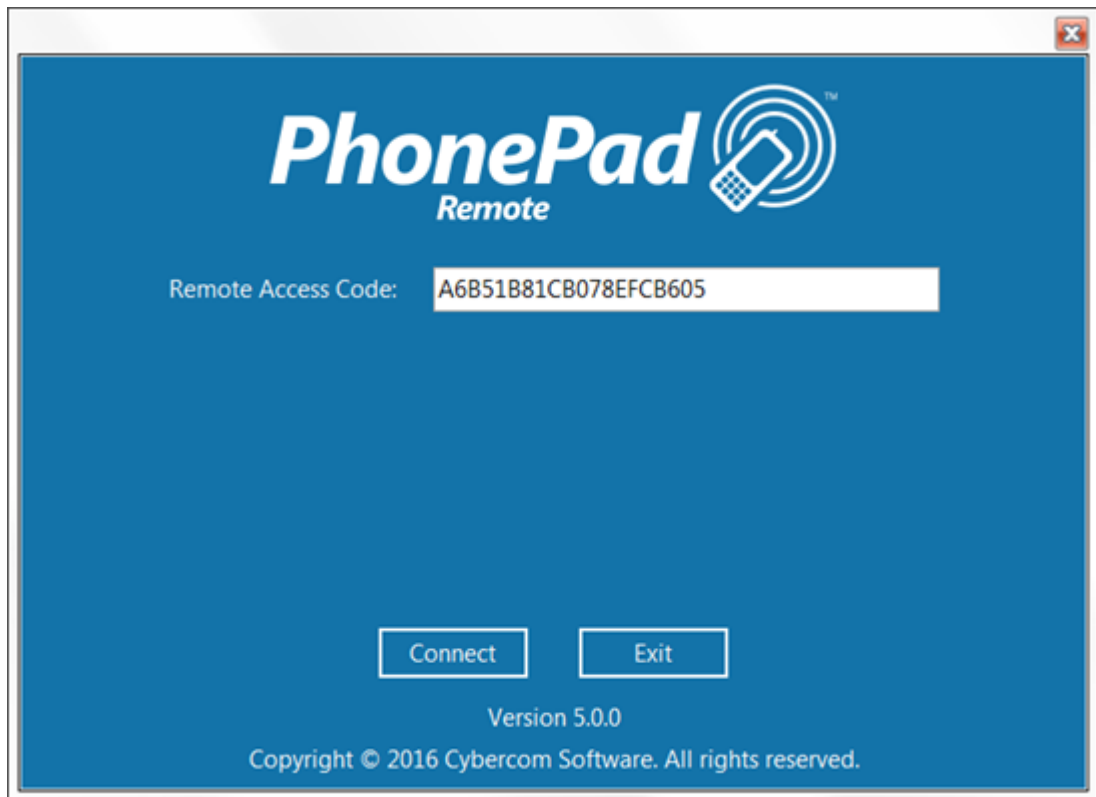 PhonePad TM
Remote
Remote Access Code: A6B51B81CB078EFCB605
Connect Exit
Version 5.0.0
Copyright © 2016 Cybercom Software. All rights reserved.